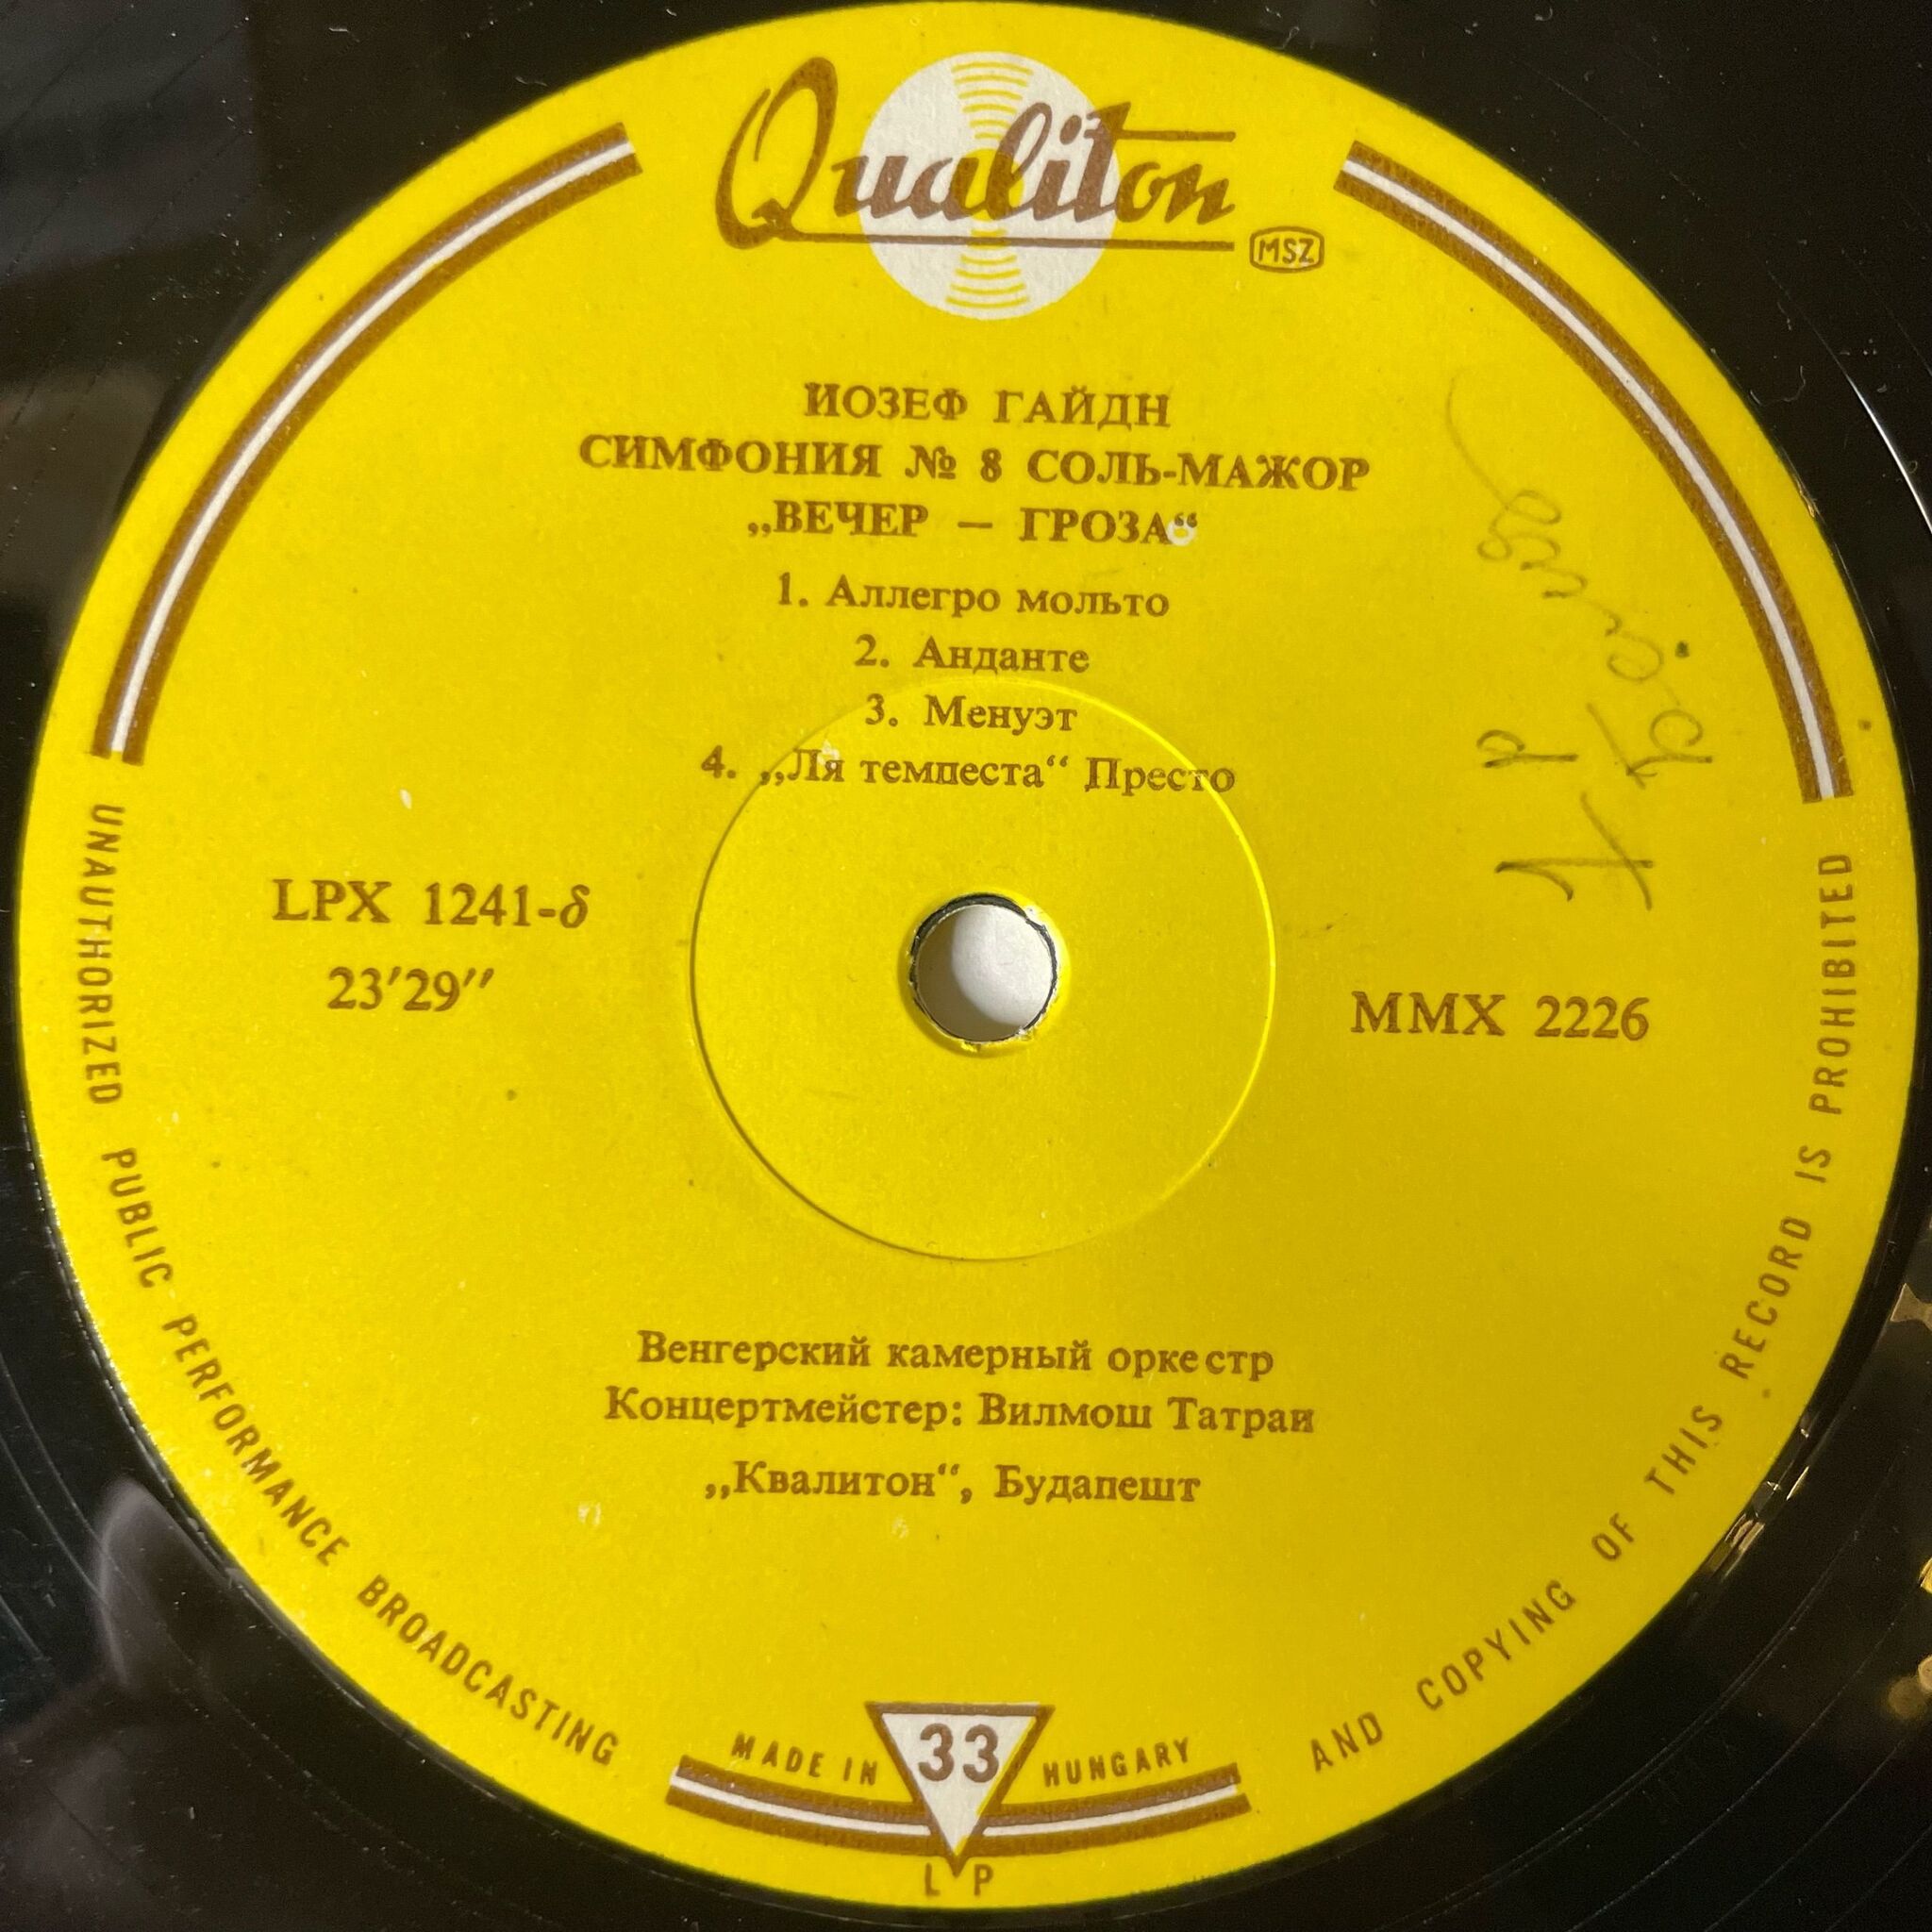 Qualiton
MSZ
ИОЗЕФ ГАЙДН
СИМФОНИЯ № 8 СОЛЬ-МАЖОР
„ВЕЧЕР — ГРОЗА“
1. Аллегро мольто
2. Анданте
3. Менуэт
4. „Ля темпеста“ Престо
LPX 1241-б
23′29″
MMX 2226
Венгерский камерный оркестр
Концертмейстер: Вилмош Татраи
„Квалитон“, Будапешт
UNAUTHORIZED PUBLIC PERFORMANCE BROADCASTING AND COPYING OF THIS RECORD IS PROHIBITED
MADE IN 33 HUNGARY
LP